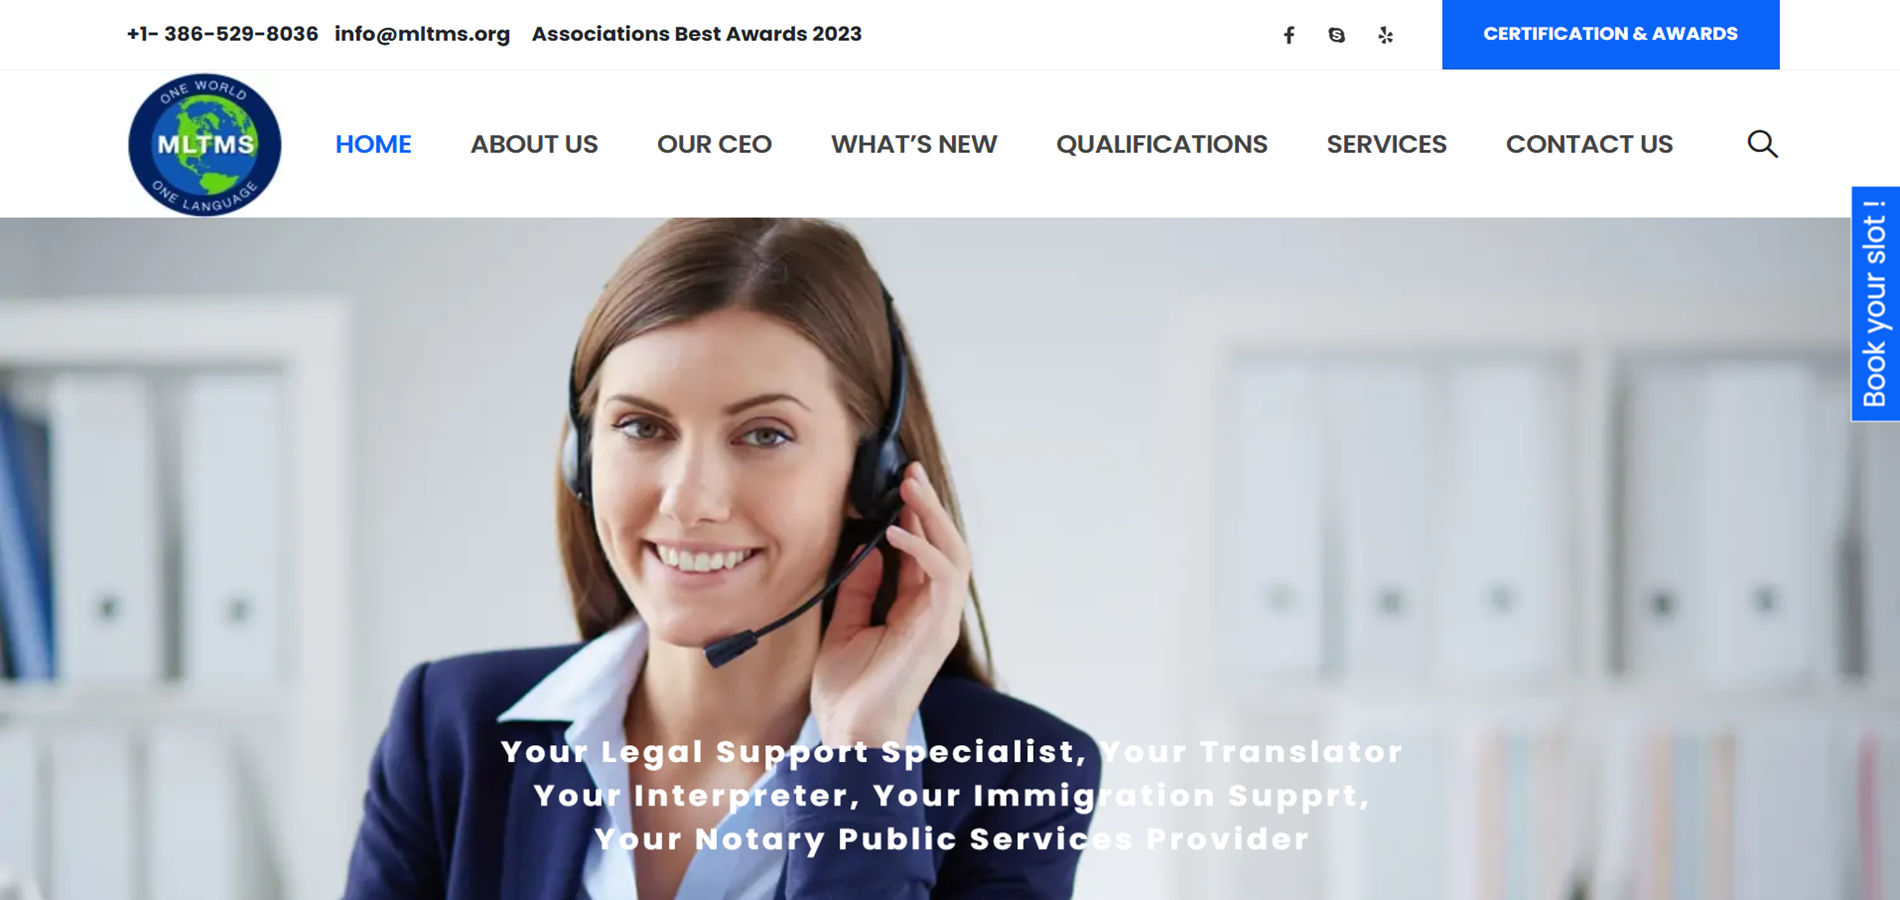 +1- 386-529-8036 info@mltms.org Associations Best Awards 2023
CERTIFICATION & AWARDS
ONE WORLD
MLTMS
ONE LANGUAGE
HOME ABOUT US OUR CEO WHAT’S NEW QUALIFICATIONS SERVICES CONTACT US
Book your slot !
Your Legal Support Specialist, Your Translator
Your Interpreter, Your Immigration Supprt,
Your Notary Public Services Provider